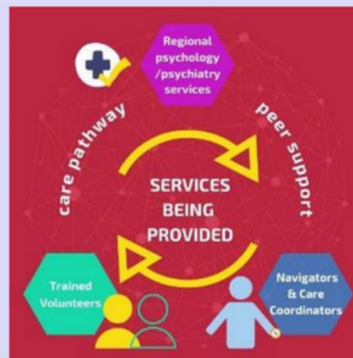 Regional
psychology
/psychiatry
services
care pathway
peer support
SERVICES
BEING
PROVIDED
Trained
Volunteers
Navigators
& Care
Coordinators